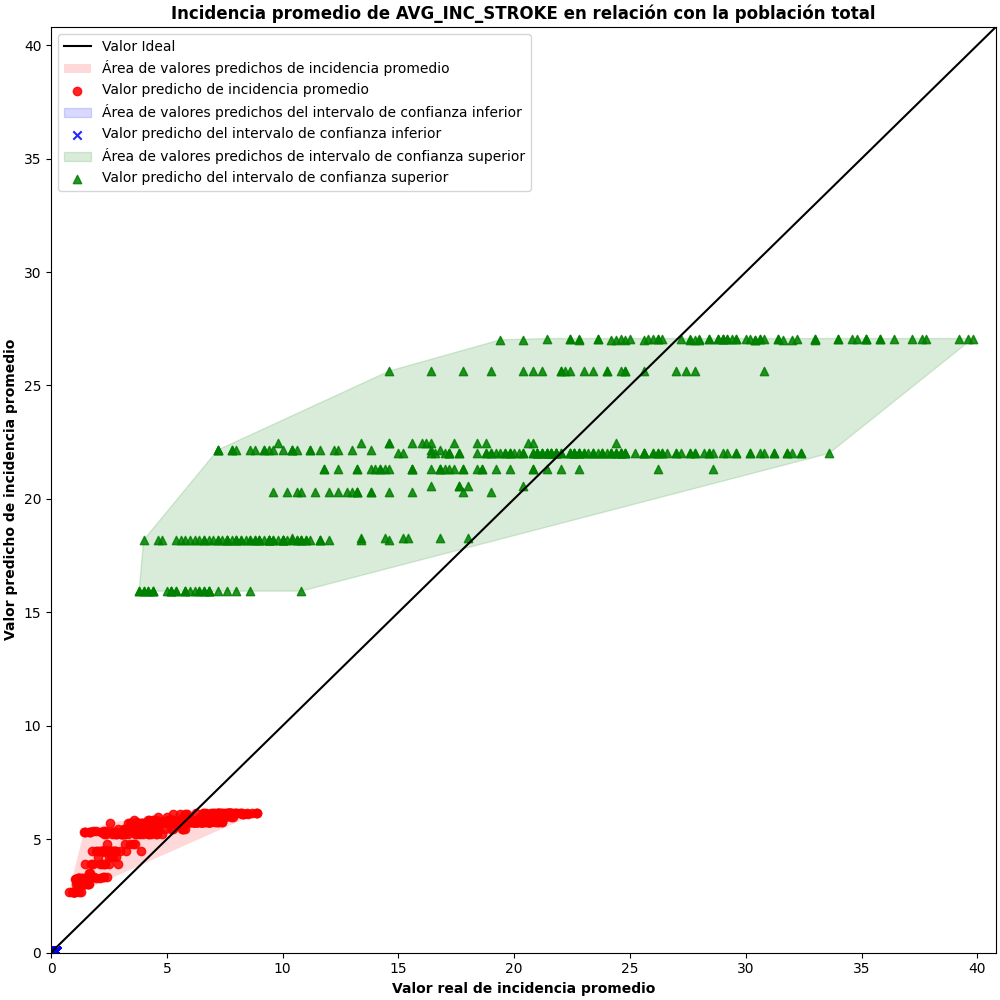 Incidencia promedio de AVG_INC_STROKE en relación con la población total
Valor Ideal
Área de valores predichos de incidencia promedio
Valor predicho de incidencia promedio
Área de valores predichos del intervalo de confianza inferior
Valor predicho del intervalo de confianza inferior
Área de valores predichos de intervalo de confianza superior
Valor predicho del intervalo de confianza superior
Valor predicho de incidencia promedio
40
35
30
25
20
15
10
5
0
0 5 10 15 20 25 30 35 40
Valor real de incidencia promedio